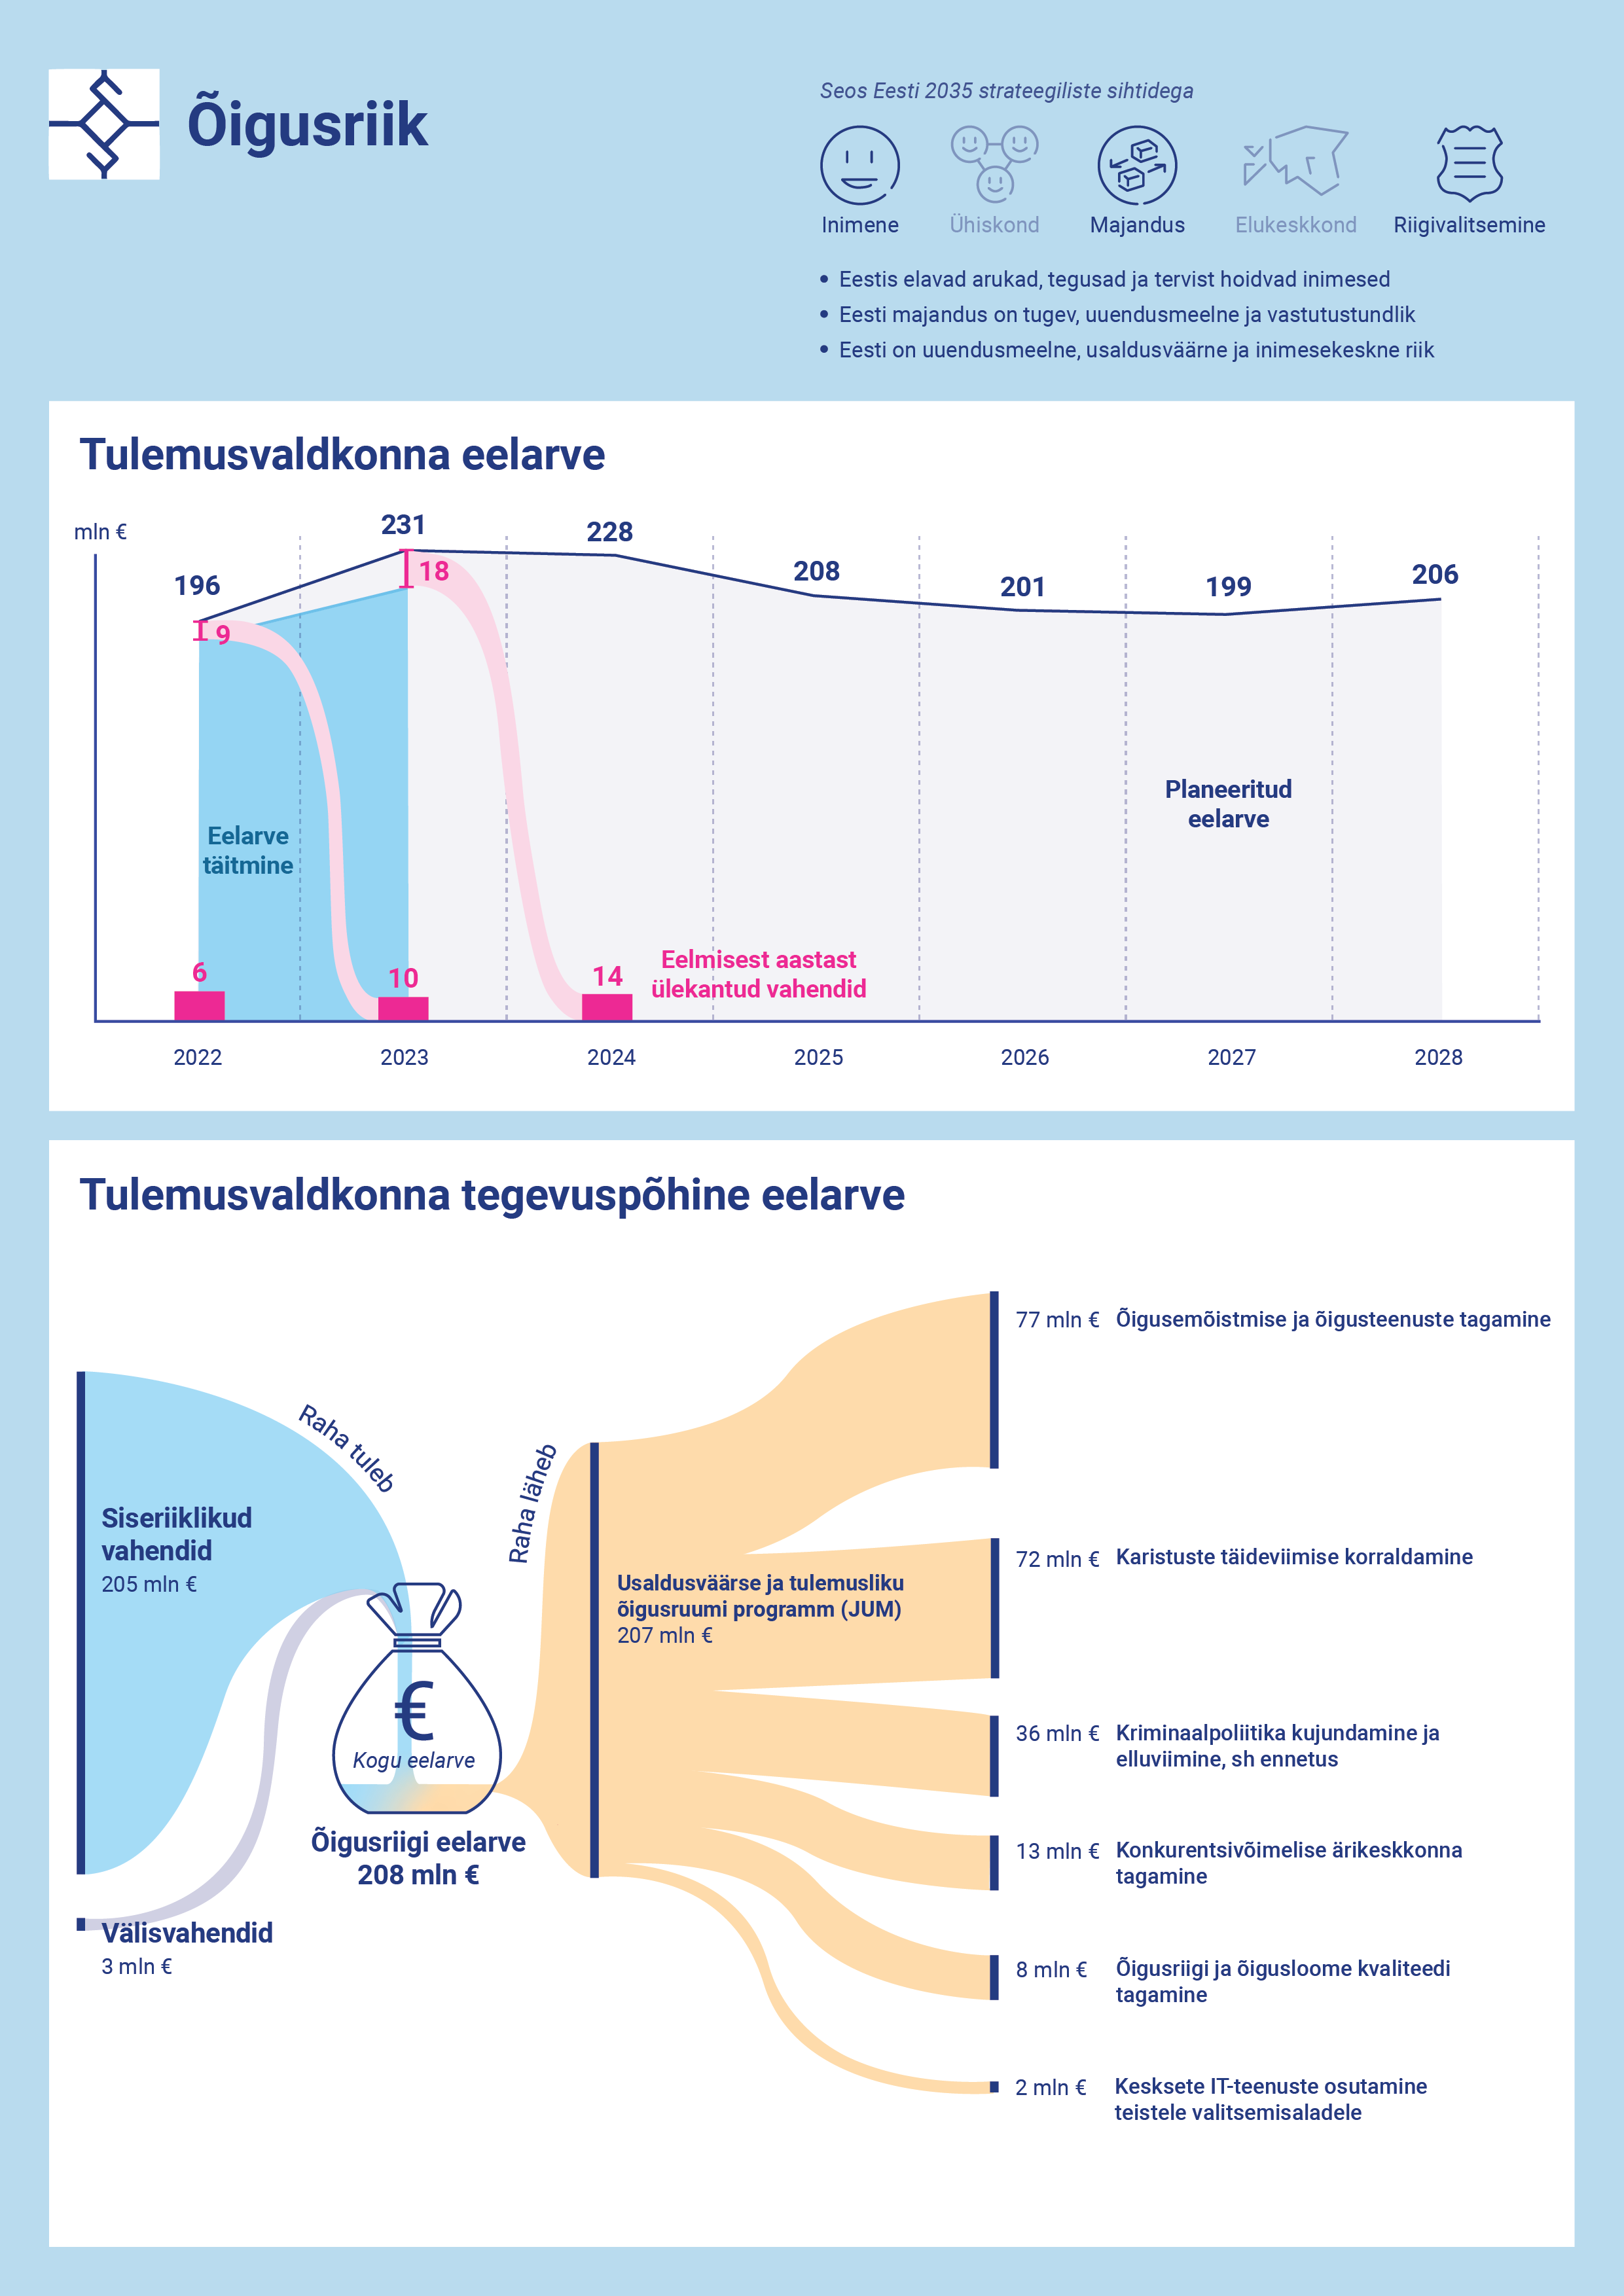 Õigusriik
Seos Eesti 2035 strateegiliste sihtidega
Inimene
Ühiskond
Majandus
Elukeskkond
Riigivalitsemine
• Eestis elavad arukad, tegusad ja tervist hoidvad inimesed
• Eesti majandus on tugev, uuendusmeelne ja vastutustundlik
• Eesti on uuendusmeelne, usaldusväärne ja inimesekeskne riik
Tulemusvaldkonna eelarve
mln €
196
231
228
208
201
199
206
9
18
Eelarve
täitmine
Planeeritud
eelarve
6
10
14
Eelmisest aastast
ülekantud vahendid
2022
2023
2024
2025
2026
2027
2028
Tulemusvaldkonna tegevuspõhine eelarve
Raha tuleb
Raha läheb
Siseriiklikud
vahendid
205 mln €
Välisvahendid
3 mln €
€
Kogu eelarve
Õigusriigi eelarve
208 mln €
Usaldusväärse ja tulemusliku
õigusruumi programm (JUM)
207 mln €
77 mln € Õigusemõistmise ja õigusteenuste tagamine
72 mln € Karistuste täideviimise korraldamine
36 mln € Kriminaalpoliitika kujundamine ja
elluviimine, sh ennetus
13 mln € Konkurentsivõimelise ärikeskkonna
tagamine
8 mln € Õigusriigi ja õigusloome kvaliteedi
tagamine
2 mln € Kesksete IT-teenuste osutamine
teistele valitsemisaladele